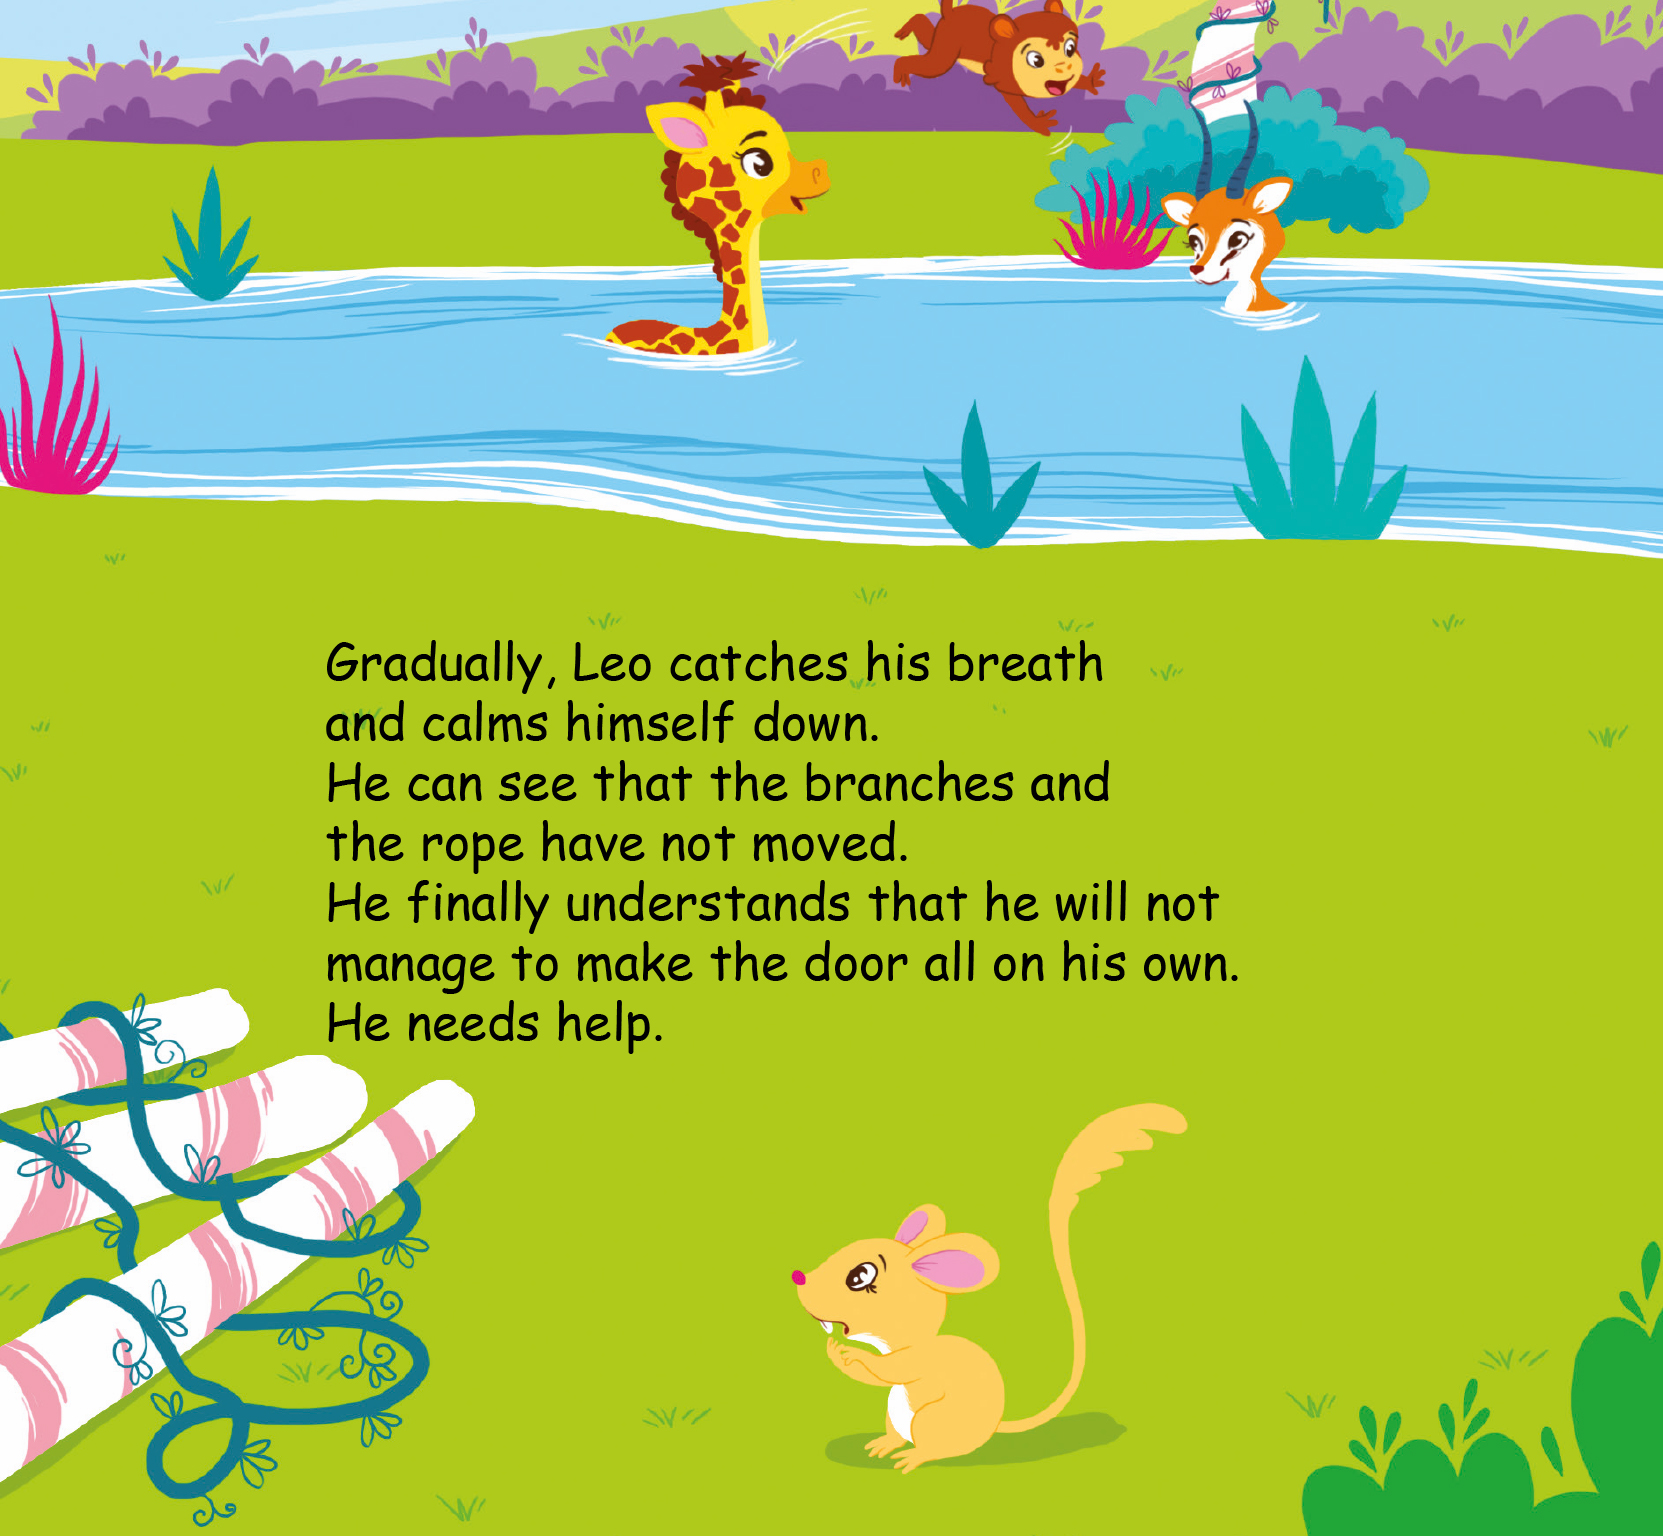 Gradually, Leo catches his breath
and calms himself down.
He can see that the branches and
the rope have not moved.
He finally understands that he will not
manage to make the door all on his own.
He needs help.